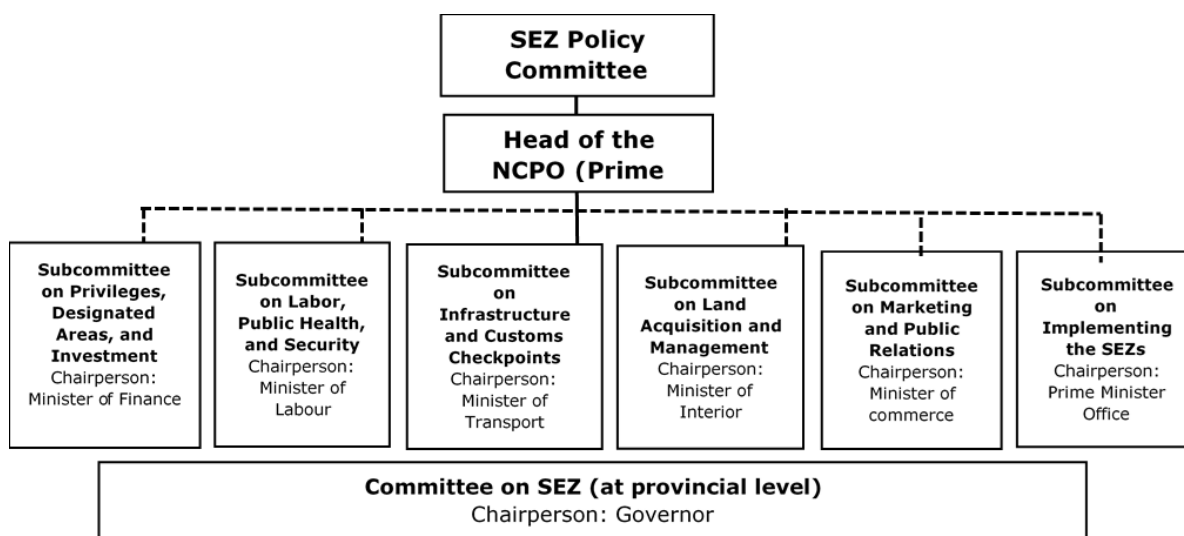 SEZ Policy
Committee
Head of the
NCPO (Prime
Subcommittee
on Privileges,
Designated
Areas, and
Investment
Chairperson:
Minister of Finance
Subcommittee
on Labor,
Public Health,
and Security
Chairperson:
Minister of
Labour
Subcommittee
on
Infrastructure
and Customs
Checkpoints
Chairperson:
Minister of
Transport
Subcommittee
on Land
Acquisition and
Management
Chairperson:
Minister of
Interior
Subcommittee
on Marketing
and Public
Relations
Chairperson:
Minister of
commerce
Subcommittee
on
Implementing
the SEZs
Chairperson:
Prime Minister
Office
Committee on SEZ (at provincial level)
Chairperson: Governor